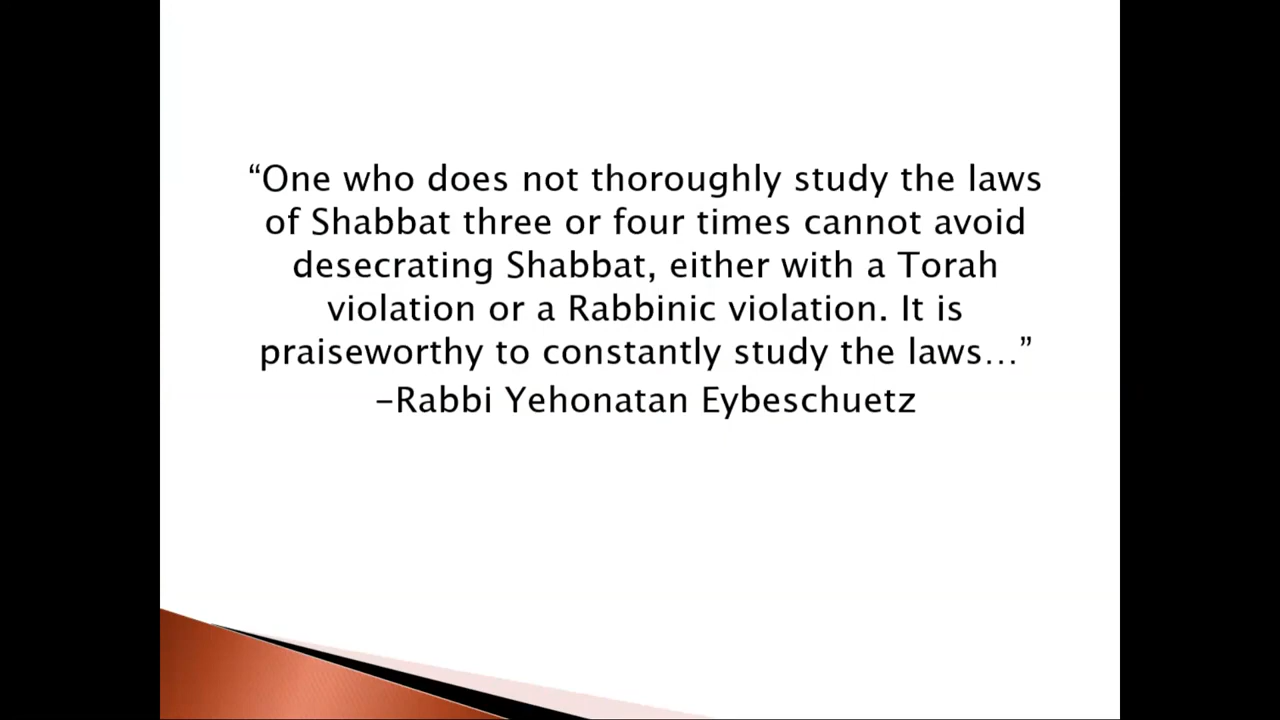 “One who does not thoroughly study the laws
of Shabbat three or four times cannot avoid
desecrating Shabbat, either with a Torah
violation or a Rabbinic violation. It is
praiseworthy to constantly study the laws…”
–Rabbi Yehonatan Eybeschuetz